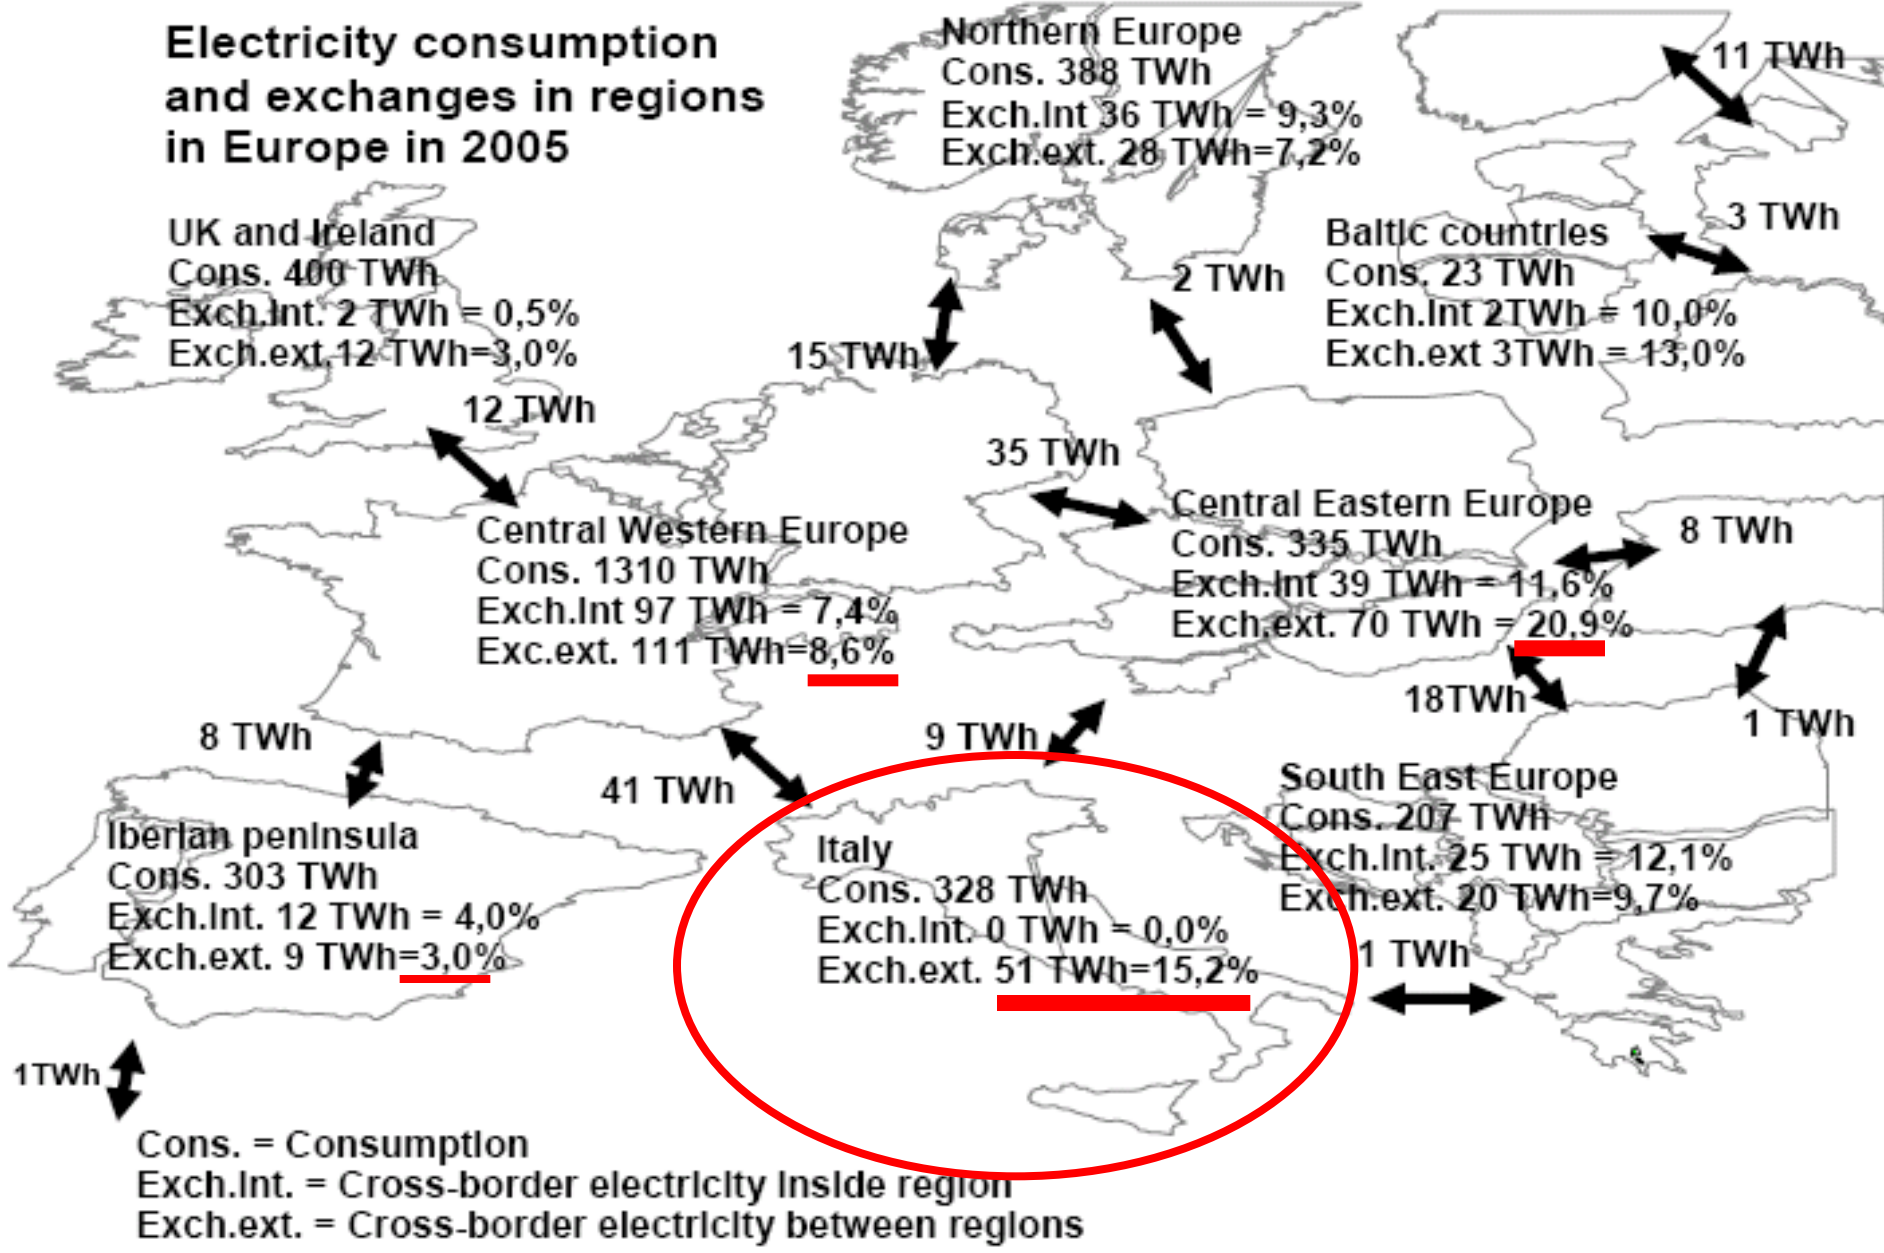 Electricity consumption
and exchanges in regions
in Europe in 2005
Northern Europe
Cons. 388 TWh
Exch.Int 36 TWh = 9,3%
Exch.ext. 28 TWh=7,2%
11 TWh
UK and Ireland
Cons. 400 TWh
Exch.Int. 2 TWh = 0,5%
Exch.ext.12 TWh=3,0%
Baltic countries
Cons. 23 TWh
Exch.Int 2TWh = 10,0%
Exch.ext 3TWh = 13,0%
3 TWh
2 TWh
15 TWh
12 TWh
35 TWh
Central Western Europe
Cons. 1310 TWh
Exch.Int 97 TWh = 7,4%
Exc.ext. 111 TWh=8,6%
Central Eastern Europe
Cons. 335 TWh
Exch.Int 39 TWh = 11,6%
Exch.ext. 70 TWh = 20,9%
8 TWh
18TWh
1 TWh
8 TWh
41 TWh
9 TWh
Iberian peninsula
Cons. 303 TWh
Exch.Int. 12 TWh = 4,0%
Exch.ext. 9 TWh=3,0%
Italy
Cons. 328 TWh
Exch.Int. 0 TWh = 0,0%
Exch.ext. 51 TWh=15,2%
South East Europe
Cons. 207 TWh
Exch.Int. 25 TWh = 12,1%
Exch.ext. 20 TWh=9,7%
1 TWh
1TWh
Cons. = Consumption
Exch.Int. = Cross-border electricity inside region
Exch.ext. = Cross-border electricity between regions